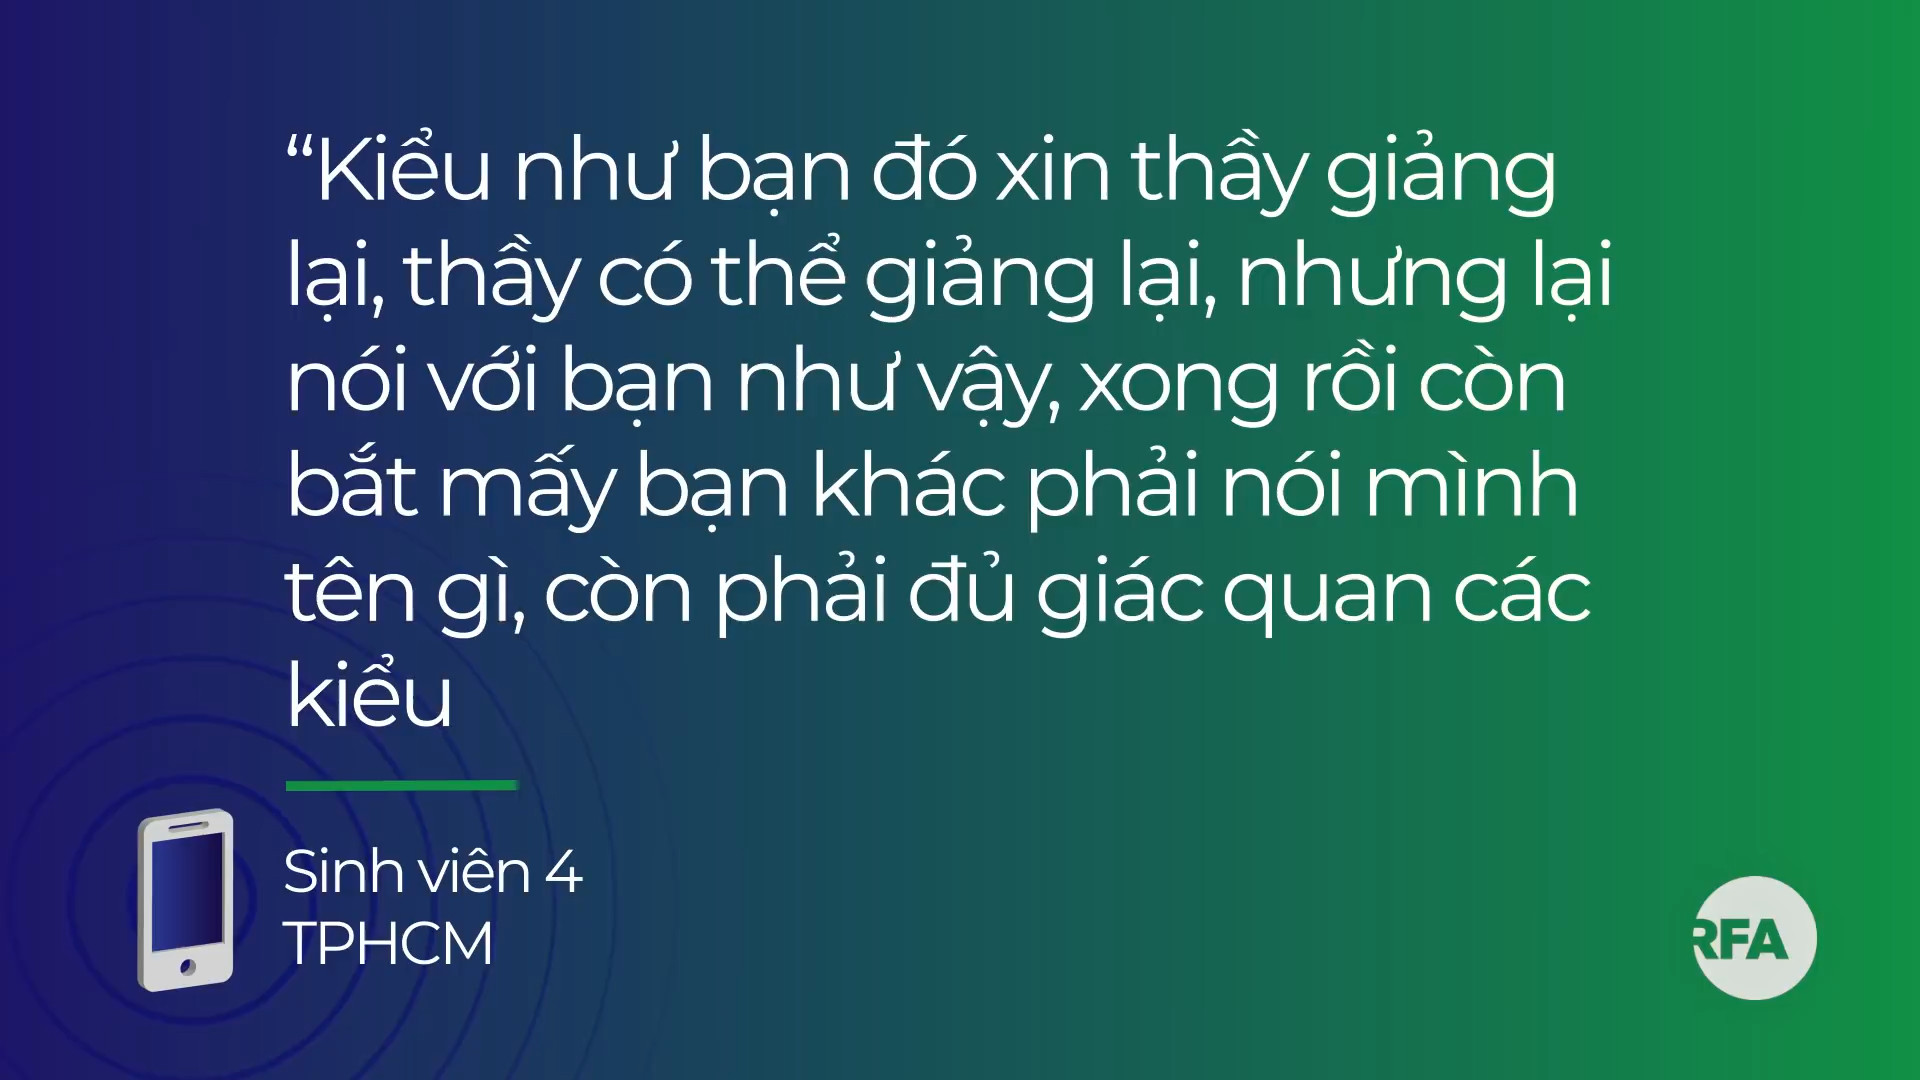 “Kiểu như bạn đó xin thầy giảng
lại, thầy có thể giảng lại, nhưng lại
nói với bạn như vậy, xong rồi còn
bắt mấy bạn khác phải nói mình
tên gì, còn phải đủ giác quan các
kiểu
Sinh viên 4
TPHCM
RFA